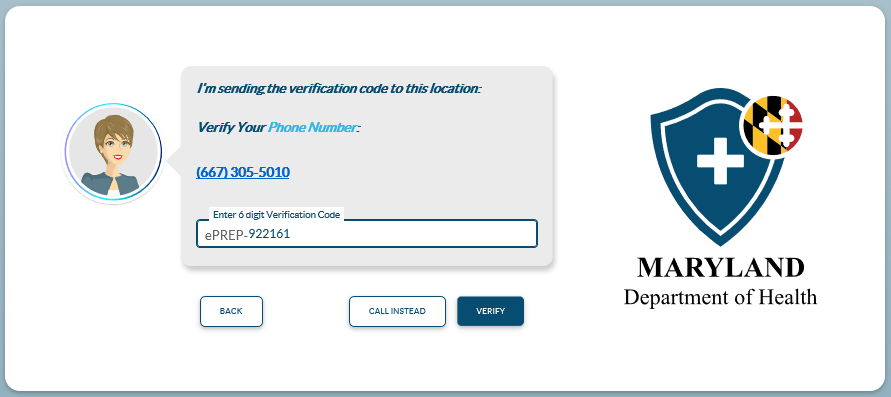 I'm sending the verification code to this location:
Verify Your Phone Number:
(667) 305-5010
Enter 6 digit Verification Code
ePREP-922161
BACK
CALL INSTEAD
VERIFY
MARYLAND
Department of Health